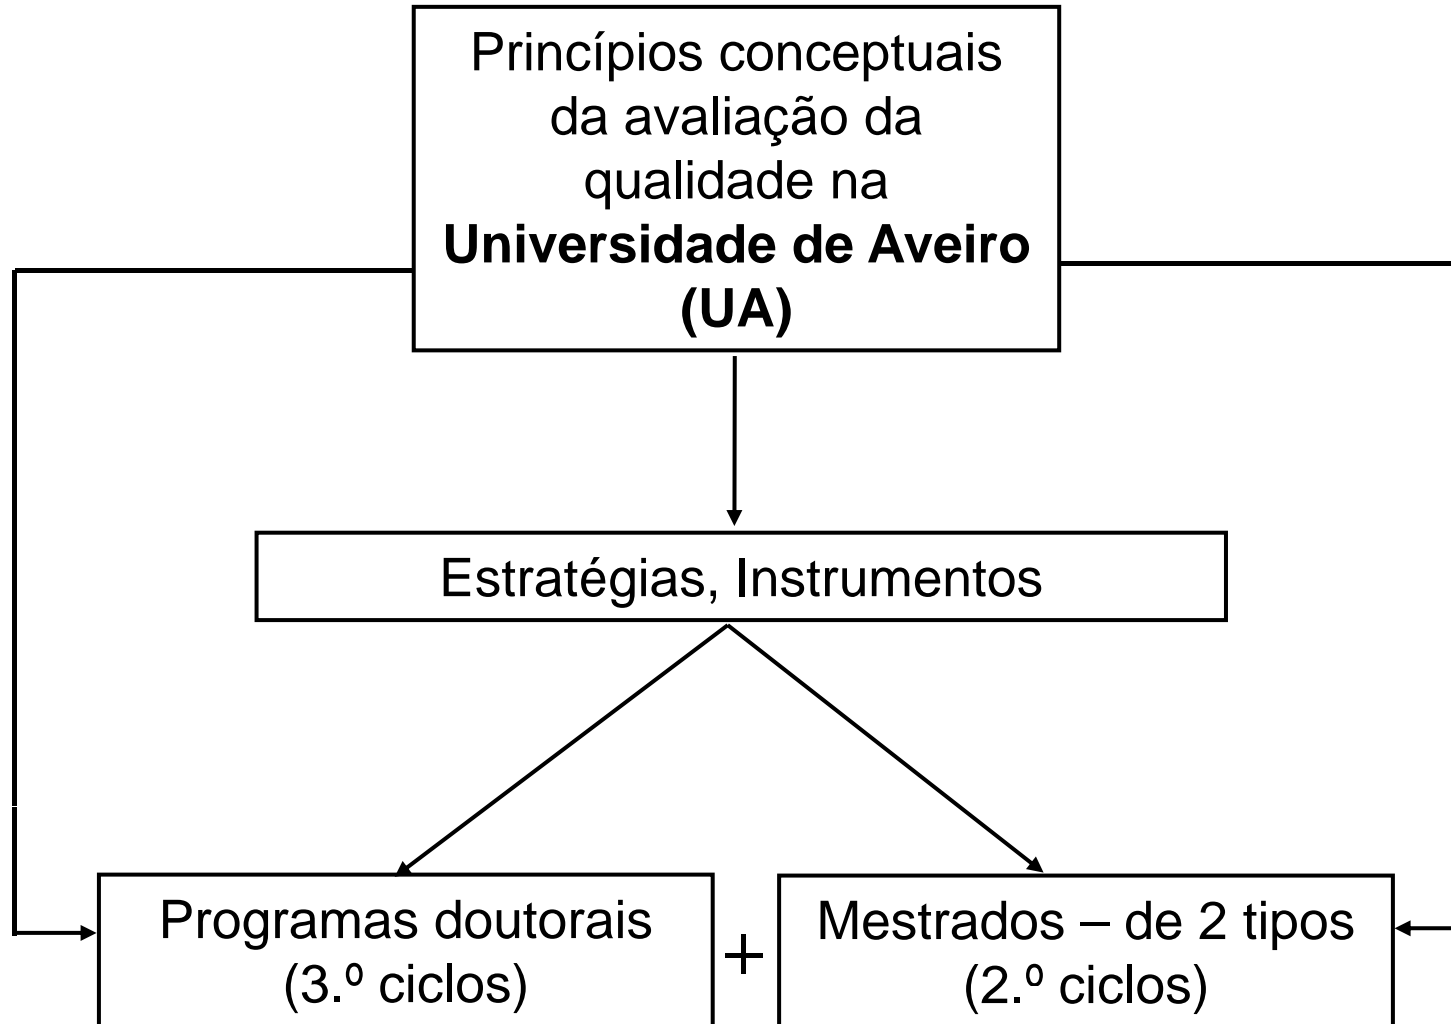 Princípios conceptuais
da avaliação da
qualidade na
Universidade de Aveiro
(UA)
Estratégias, Instrumentos
Programas doutorais
(3.º ciclos)
+
Mestrados – de 2 tipos
(2.º ciclos)